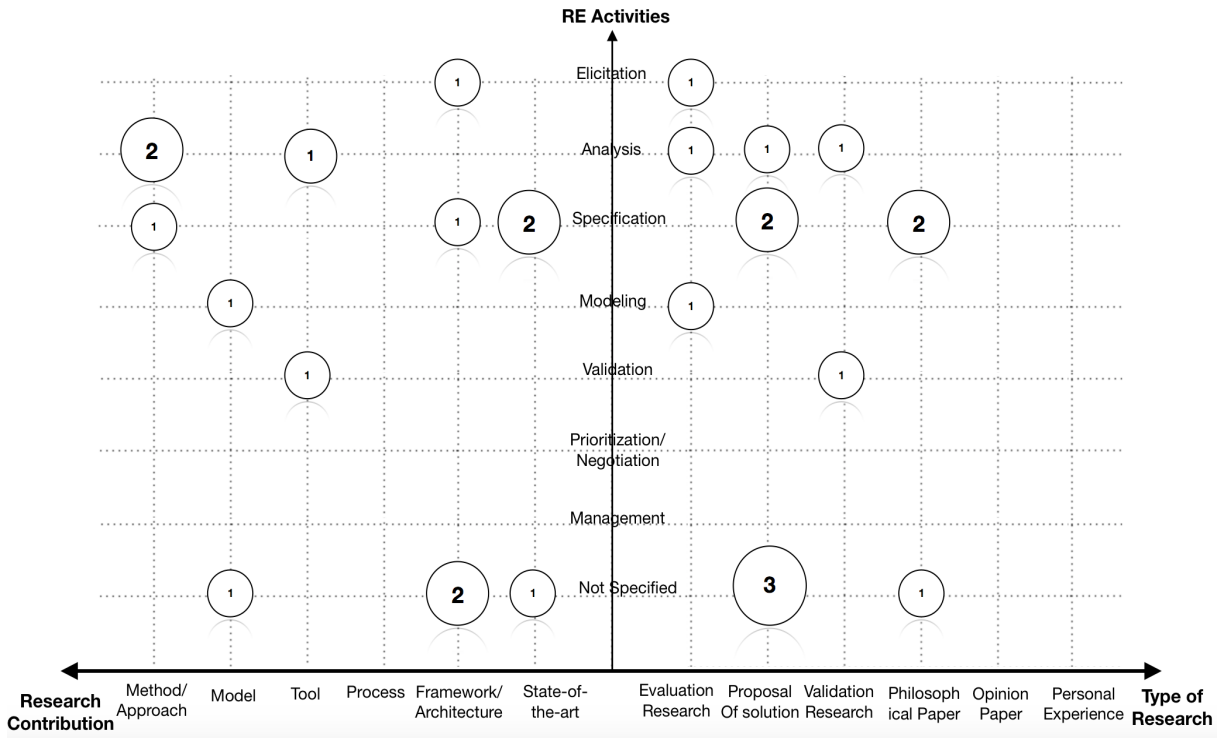 RE Activities
Elicitation
1
1
Analysis
2
1
1
1
1
Specification
1
1
2
2
2
Modeling
1
1
Validation
1
1
Prioritization/
Negotiation
Management
Not Specified
1
2
1
3
1
Research
Contribution
Method/
Approach
Model
Tool
Process
Framework/
Architecture
State-of-
the-art
Evaluation
Research
Proposal
Of solution
Validation
Research
Philosoph
ical Paper
Opinion
Paper
Personal
Experience
Type of
Research